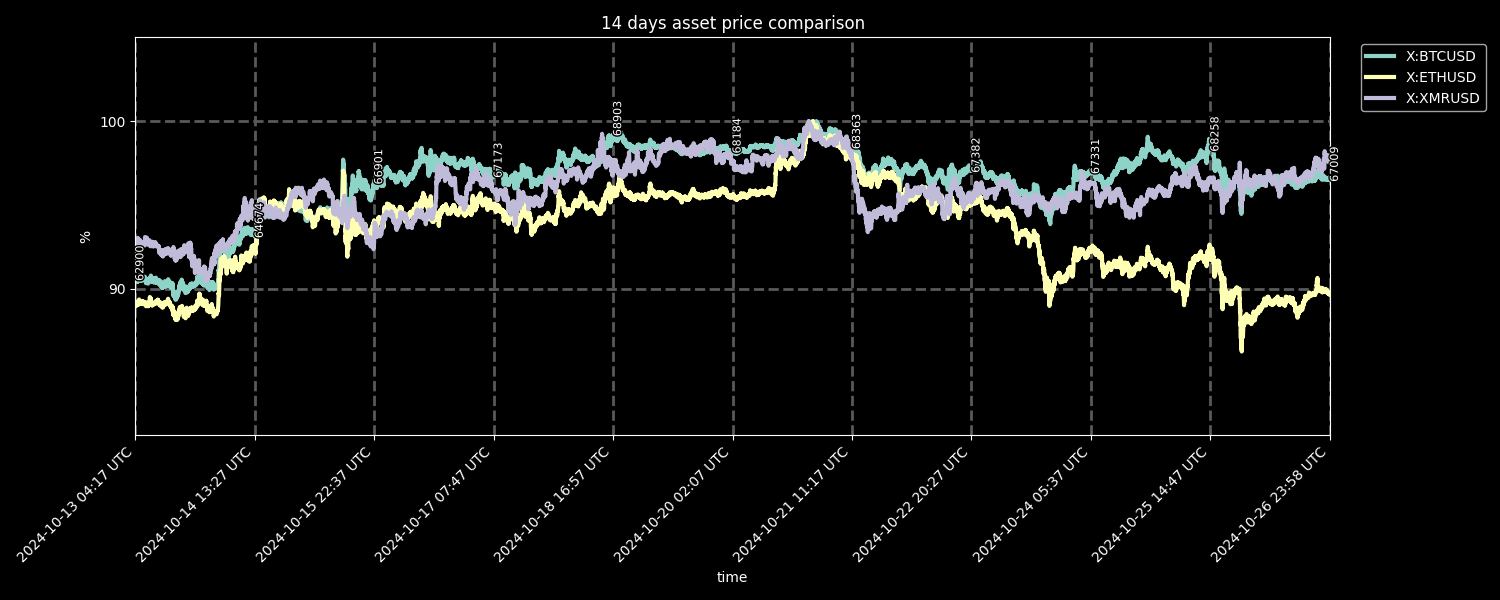 14 days asset price comparison
X:BTCUSD
X:ETHUSD
X:XMRUSD
%
100
90
62900
64674
66901
67173
68903
68184
68363
67382
67331
68258
67009
2024-10-13 04:17 UTC
2024-10-14 13:27 UTC
2024-10-15 22:37 UTC
2024-10-17 07:47 UTC
2024-10-18 16:57 UTC
2024-10-20 02:07 UTC
2024-10-21 11:17 UTC
2024-10-22 20:27 UTC
2024-10-24 05:37 UTC
2024-10-25 14:47 UTC
2024-10-26 23:58 UTC
time